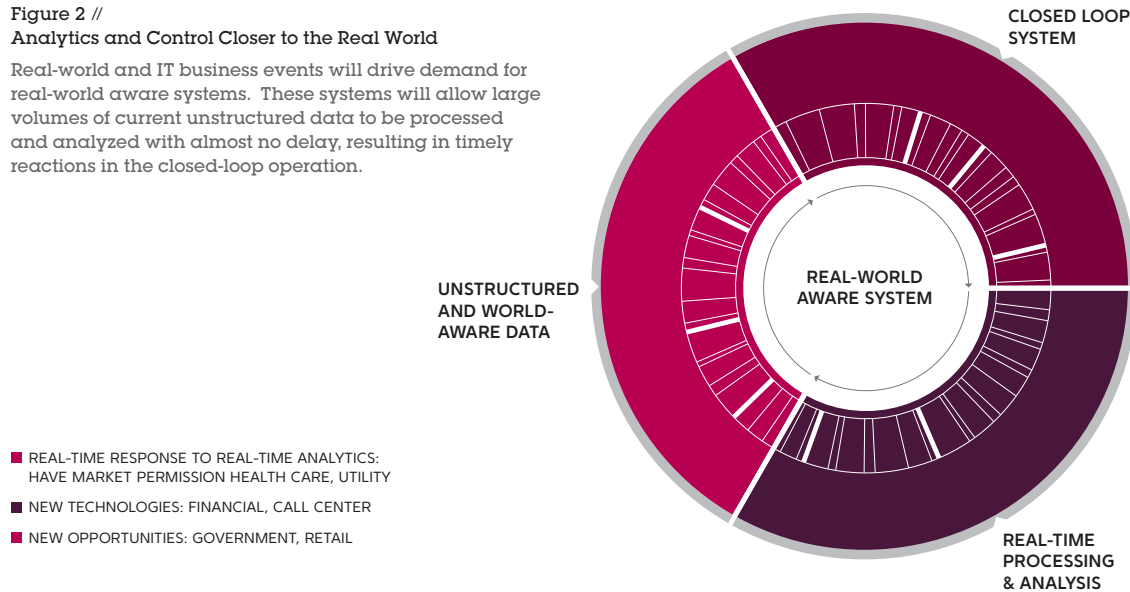 Figure 2 //
Analytics and Control Closer to the Real World
Real-world and IT business events will drive demand for
real-world aware systems.  These systems will allow large
volumes of current unstructured data to be processed
and analyzed with almost no delay, resulting in timely
reactions in the closed-loop operation.
CLOSED LOOP
SYSTEM
REAL-WORLD
AWARE SYSTEM
UNSTRUCTURED
AND WORLD-
AWARE DATA
REAL-TIME RESPONSE TO REAL-TIME ANALYTICS:
HAVE MARKET PERMISSION HEALTH CARE, UTILITY
NEW TECHNOLOGIES: FINANCIAL, CALL CENTER
NEW OPPORTUNITIES: GOVERNMENT, RETAIL
REAL-TIME
PROCESSING
& ANALYSIS